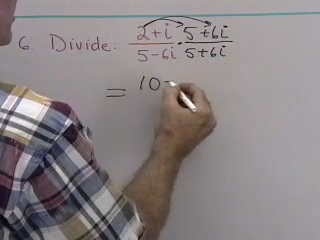 6. Divide: (2+i)/(5-6i) · (5+6i)/(5+6i)
= 10